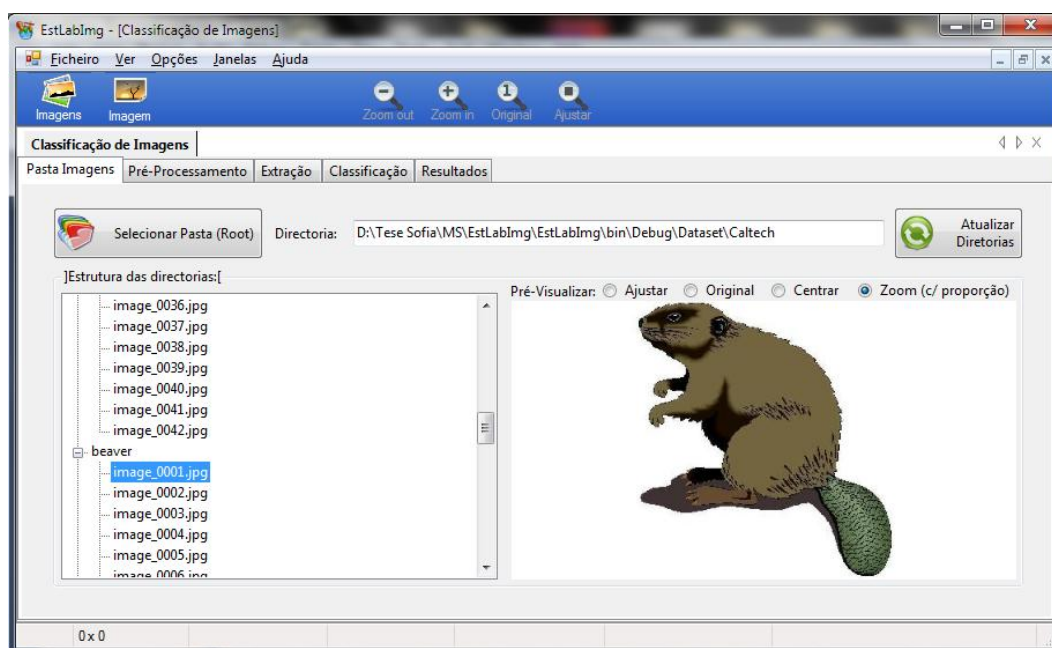 EstLabImg - [Classificação de Imagens]
Ficheiro Ver Opções Janelas Ajuda
Imagens Imagem Zoom out Zoom in Original Ajustar
Classificação de Imagens
Pasta Imagens Pré-Processamento Extração Classificação Resultados
Selecionar Pasta (Root) Directoria: D:\Tese Sofia\MS\EstLabImg\EstLabImg\bin\Debug\Dataset\Caltech Atualizar Diretorias
]Estrutura das directorias:[
Pré-Visualizar: Ajustar Original Centrar Zoom (c/ proporção)
image_0036.jpg
image_0037.jpg
image_0038.jpg
image_0039.jpg
image_0040.jpg
image_0041.jpg
image_0042.jpg
beaver
image_0001.jpg
image_0002.jpg
image_0003.jpg
image_0004.jpg
image_0005.jpg
image_0006.jpg
0 x 0